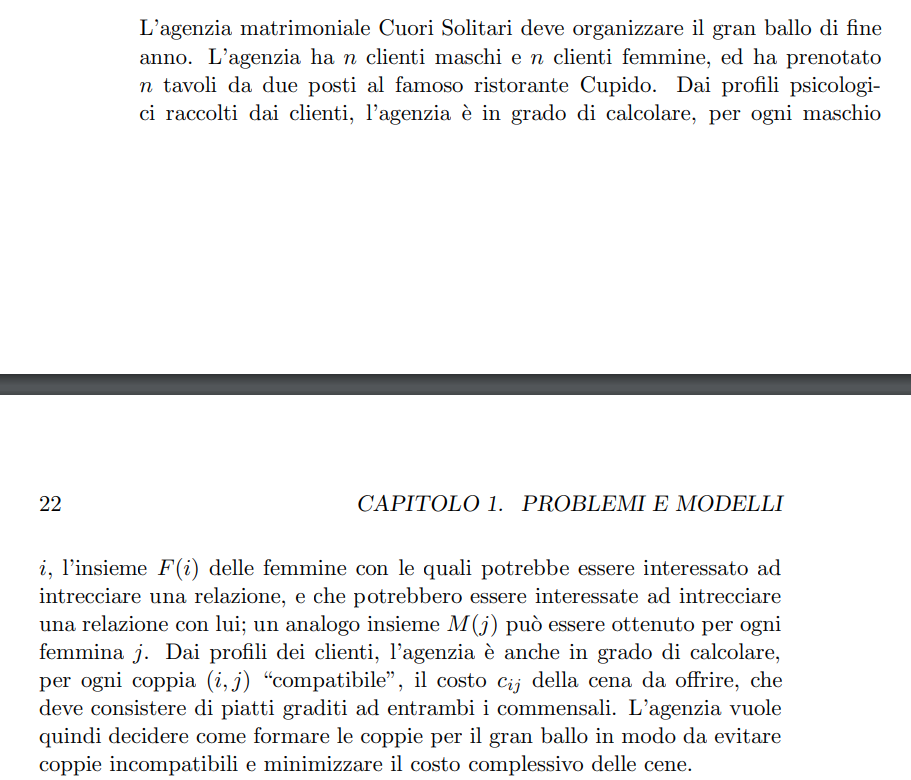 L'agenzia matrimoniale Cuori Solitari deve organizzare il gran ballo di fine
anno. L'agenzia ha n clienti maschi e n clienti femmine, ed ha prenotato
n tavoli da due posti al famoso ristorante Cupido. Dai profili psicologi-
ci raccolti dai clienti, l'agenzia è in grado di calcolare, per ogni maschio
22 CAPITOLO 1. PROBLEMI E MODELLI
i, l'insieme F(i) delle femmine con le quali potrebbe essere interessato ad
intrecciare una relazione, e che potrebbero essere interessate ad intrecciare
una relazione con lui; un analogo insieme M(j) può essere ottenuto per ogni
femmina j. Dai profili dei clienti, l'agenzia è anche in grado di calcolare,
per ogni coppia (i, j) “compatibile”, il costo cij della cena da offrire, che
deve consistere di piatti graditi ad entrambi i commensali. L'agenzia vuole
quindi decidere come formare le coppie per il gran ballo in modo da evitare
coppie incompatibili e minimizzare il costo complessivo delle cene.